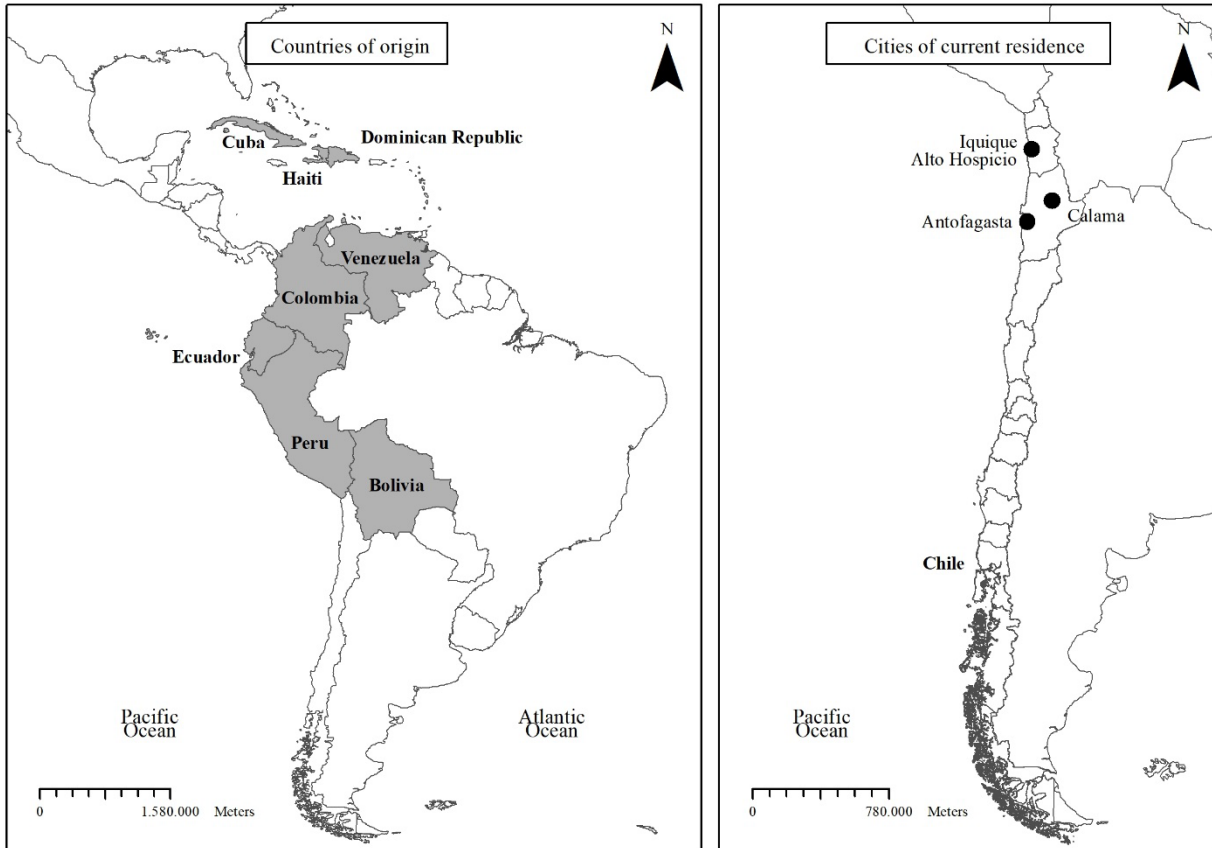 Countries of origin
N
Cuba
Dominican Republic
Haiti
Venezuela
Colombia
Ecuador
Peru
Bolivia
Pacific
Ocean
Atlantic
Ocean
0
1.580.000
Meters
Cities of current residence
N
Iquique
Alto Hospicio
Calama
Antofagasta
Chile
Pacific
Ocean
0
780.000
Meters